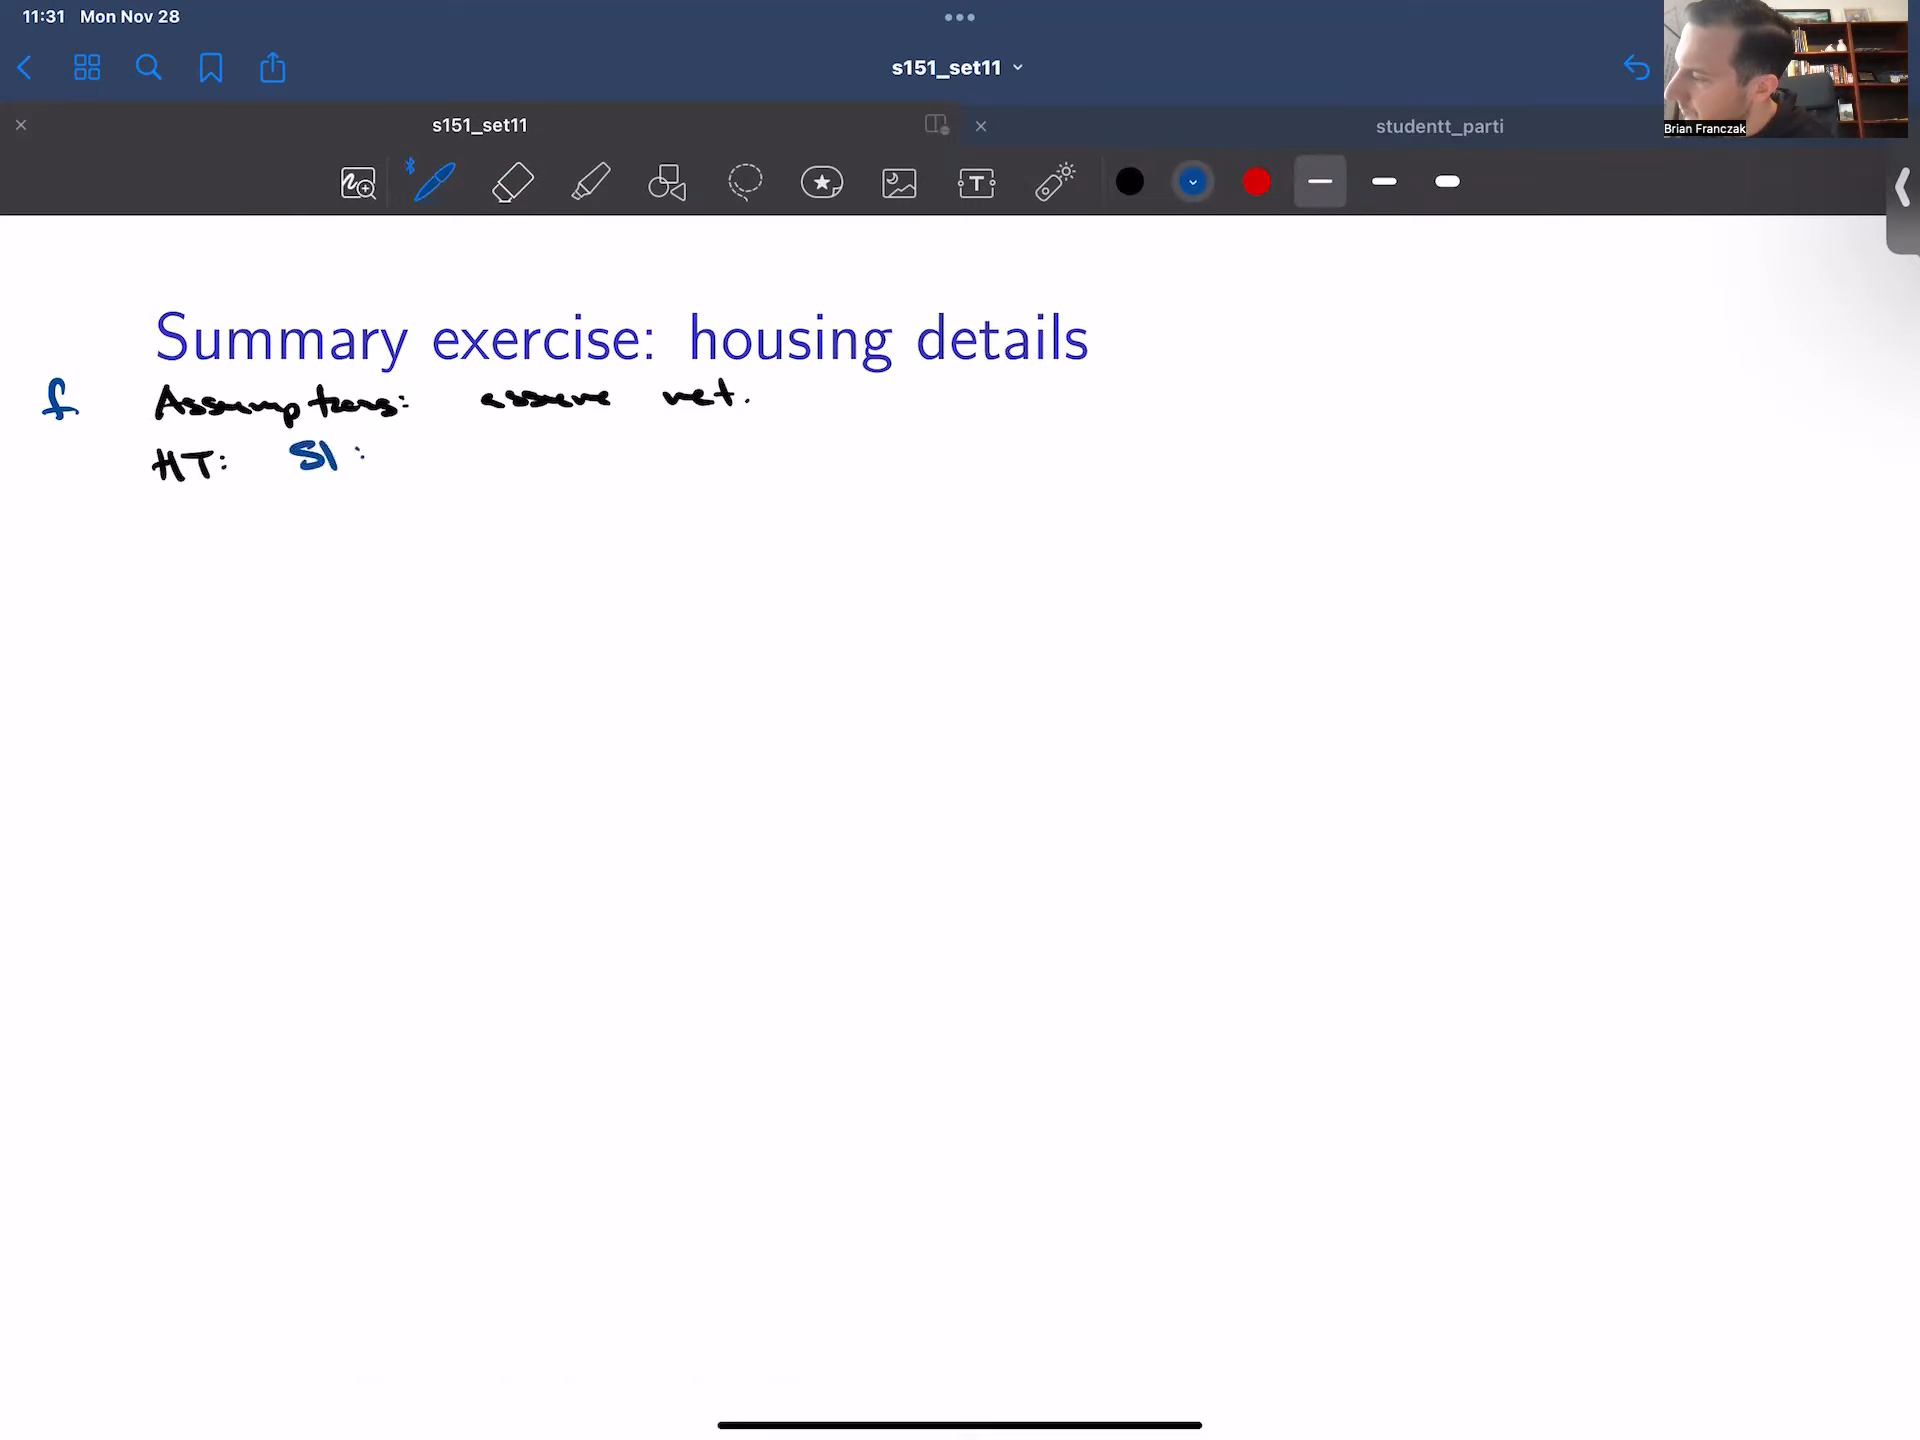 11:31 Mon Nov 28
s151_set11
Brian Franczak
s151_set11
studentt_parti
T
Summary exercise: housing details
f Assumptions: assume met.
HT: S1: